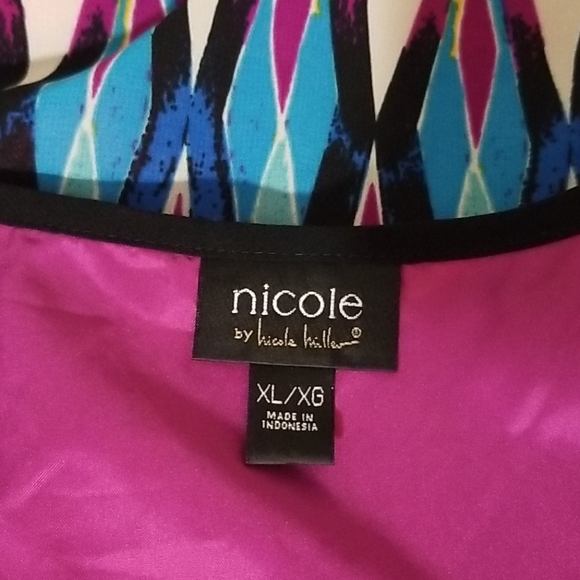 nicole
by nicole miller®
XL/XG
MADE IN
INDONESIA